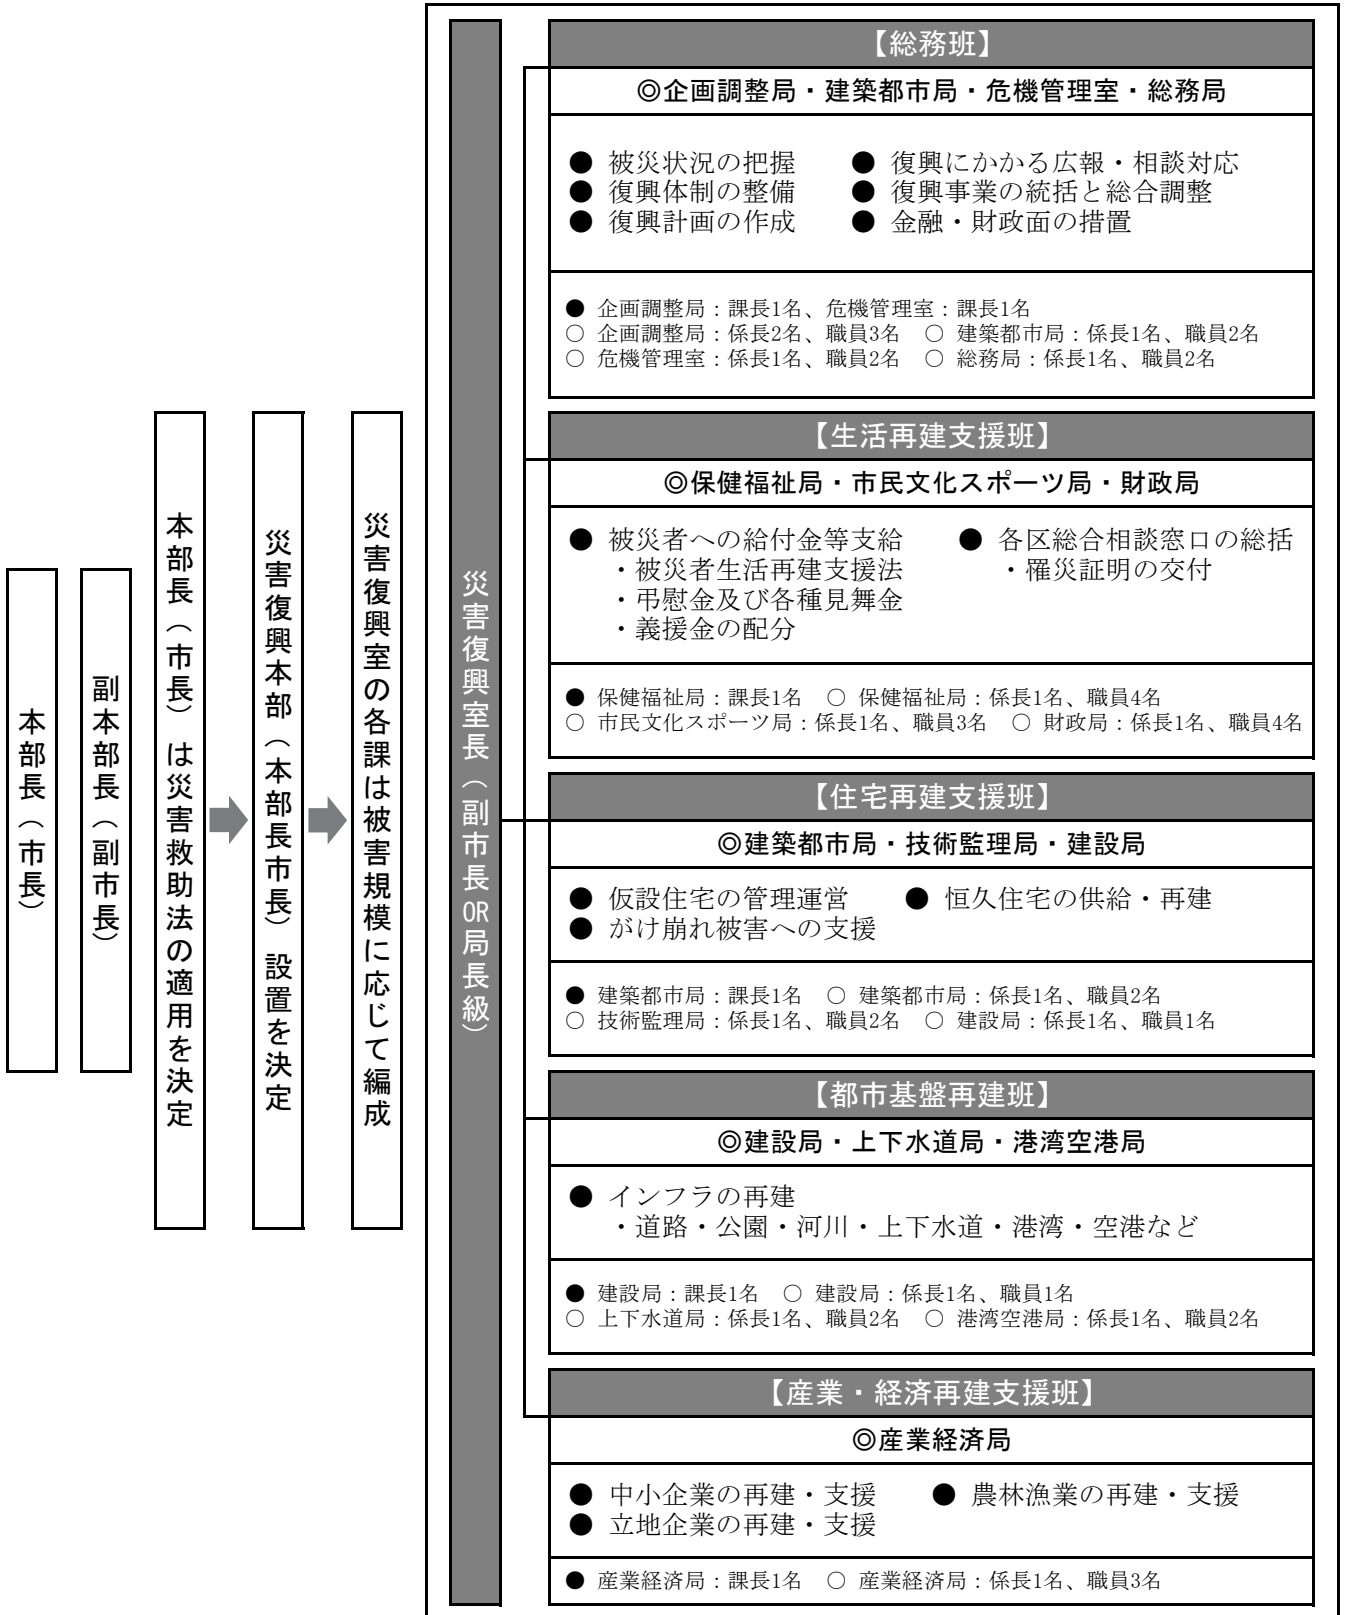 本部長（市長）
副本部長（副市長）
本部長（市長）は災害救助法の適用を決定
災害復興本部（本部長市長）設置を決定
災害復興室の各課は被害規模に応じて編成
災害復興室長（副市長OR局長級）
【総務班】
◎企画調整局・建築都市局・危機管理室・総務局
● 被災状況の把握　● 復興にかかる広報・相談対応
● 復興体制の整備　● 復興事業の統括と総合調整
● 復興計画の作成　● 金融・財政面の措置
● 企画調整局：課長1名、危機管理室：課長1名
○ 企画調整局：係長2名、職員3名　○ 建築都市局：係長1名、職員2名
○ 危機管理室：係長1名、職員2名　○ 総務局：係長1名、職員2名
【生活再建支援班】
◎保健福祉局・市民文化スポーツ局・財政局
● 被災者への給付金等支給　● 各区総合相談窓口の総括
・被災者生活再建支援法　・罹災証明の交付
・弔慰金及び各種見舞金
・義援金の配分
● 保健福祉局：課長1名　○ 保健福祉局：係長1名、職員4名
○ 市民文化スポーツ局：係長1名、職員3名　○ 財政局：係長1名、職員4名
【住宅再建支援班】
◎建築都市局・技術監理局・建設局
● 仮設住宅の管理運営　● 恒久住宅の供給・再建
● がけ崩れ被害への支援
● 建築都市局：課長1名　○ 建築都市局：係長1名、職員2名
○ 技術監理局：係長1名、職員2名　○ 建設局：係長1名、職員1名
【都市基盤再建班】
◎建設局・上下水道局・港湾空港局
● インフラの再建
・道路・公園・河川・上下水道・港湾・空港など
● 建設局：課長1名　○ 建設局：係長1名、職員1名
○ 上下水道局：係長1名、職員2名　○ 港湾空港局：係長1名、職員2名
【産業・経済再建支援班】
◎産業経済局
● 中小企業の再建・支援　● 農林漁業の再建・支援
● 立地企業の再建・支援
● 産業経済局：課長1名　○ 産業経済局：係長1名、職員3名